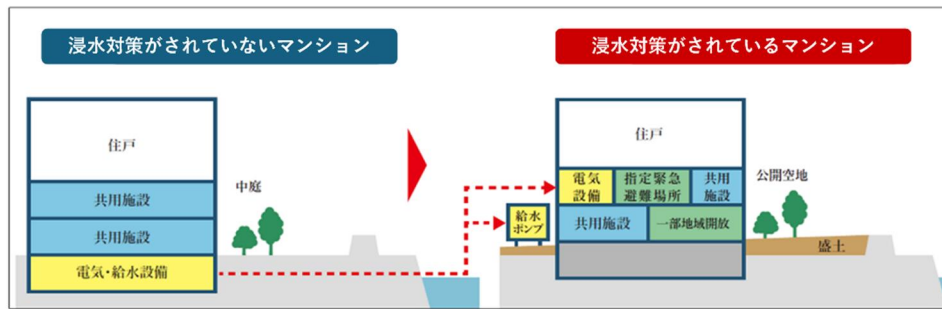 浸水対策がされていないマンション
浸水対策がされているマンション
住戸
共用施設
共用施設
電気・給水設備
中庭
住戸
電気
設備
指定緊急
避難場所
共用
施設
公開空地
給水
ポンプ
共用施設
一部地域開放
盛土